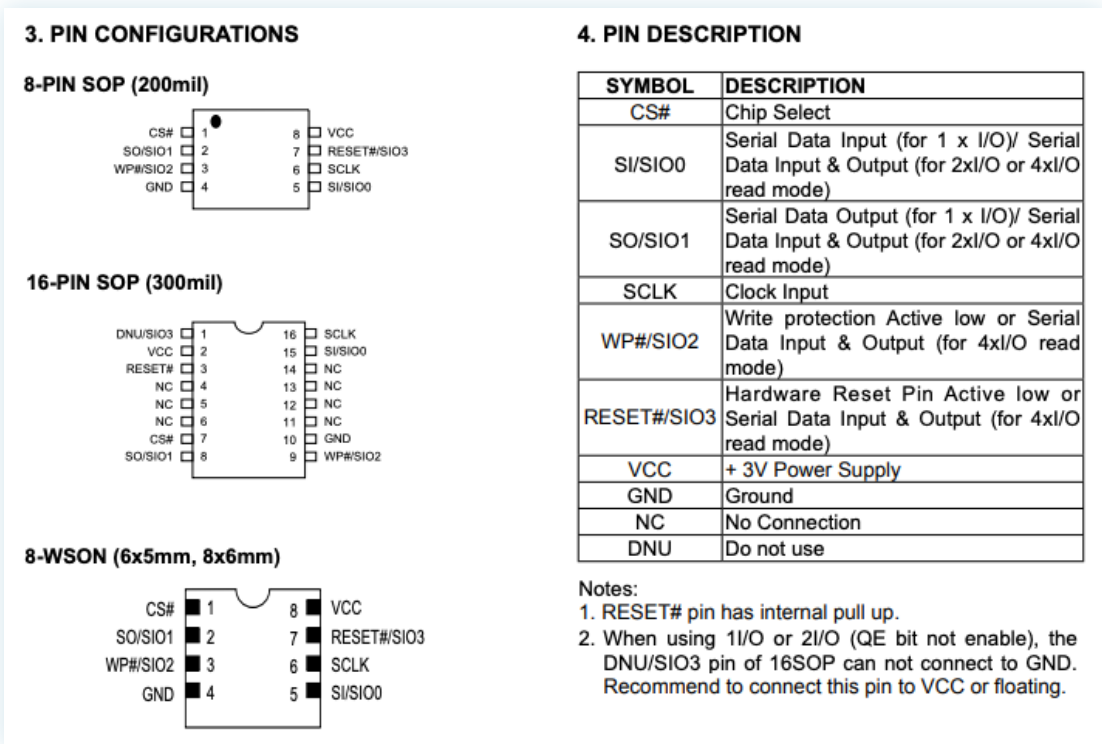 3. PIN CONFIGURATIONS
8-PIN SOP (200mil)
CS# 1 8 VCC
SO/SIO1 2 7 RESET#/SIO3
WP#/SIO2 3 6 SCLK
GND 4 5 SI/SIO0
16-PIN SOP (300mil)
DNU/SIO3 1 16 SCLK
VCC 2 15 SI/SIO0
RESET# 3 14 NC
NC 4 13 NC
NC 5 12 NC
NC 6 11 NC
CS# 7 10 GND
SO/SIO1 8 9 WP#/SIO2
8-WSON (6x5mm, 8x6mm)
CS# 1 8 VCC
SO/SIO1 2 7 RESET#/SIO3
WP#/SIO2 3 6 SCLK
GND 4 5 SI/SIO0
4. PIN DESCRIPTION
SYMBOL DESCRIPTION
CS# Chip Select
SI/SIO0 Serial Data Input (for 1 x I/O)/ Serial
Data Input & Output (for 2xI/O or 4xI/O
read mode)
SO/SIO1 Serial Data Output (for 1 x I/O)/ Serial
Data Input & Output (for 2xI/O or 4xI/O
read mode)
SCLK Clock Input
WP#/SIO2 Write protection Active low or Serial
Data Input & Output (for 4xI/O read
mode)
RESET#/SIO3 Hardware Reset Pin Active low or
Serial Data Input & Output (for 4xI/O
read mode)
VCC + 3V Power Supply
GND Ground
NC No Connection
DNU Do not use
Notes:
1. RESET# pin has internal pull up.
2. When using 1I/O or 2I/O (QE bit not enable), the
DNU/SIO3 pin of 16SOP can not connect to GND.
Recommend to connect this pin to VCC or floating.